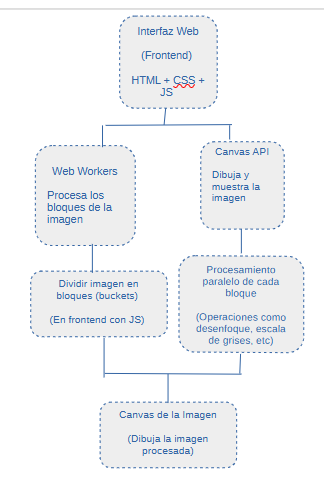 Interfaz Web
(Frontend)
HTML + CSS +
JS
Web Workers
Procesa los
bloques de la
imagen
Canvas API
Dibuja y
muestra la
imagen
Dividir imagen en
bloques (buckets)
(En frontend con JS)
Procesamiento
paralelo de cada
bloque
(Operaciones como
desenfoque, escala
de grises, etc)
Canvas de la Imagen
(Dibuja la imagen
procesada)